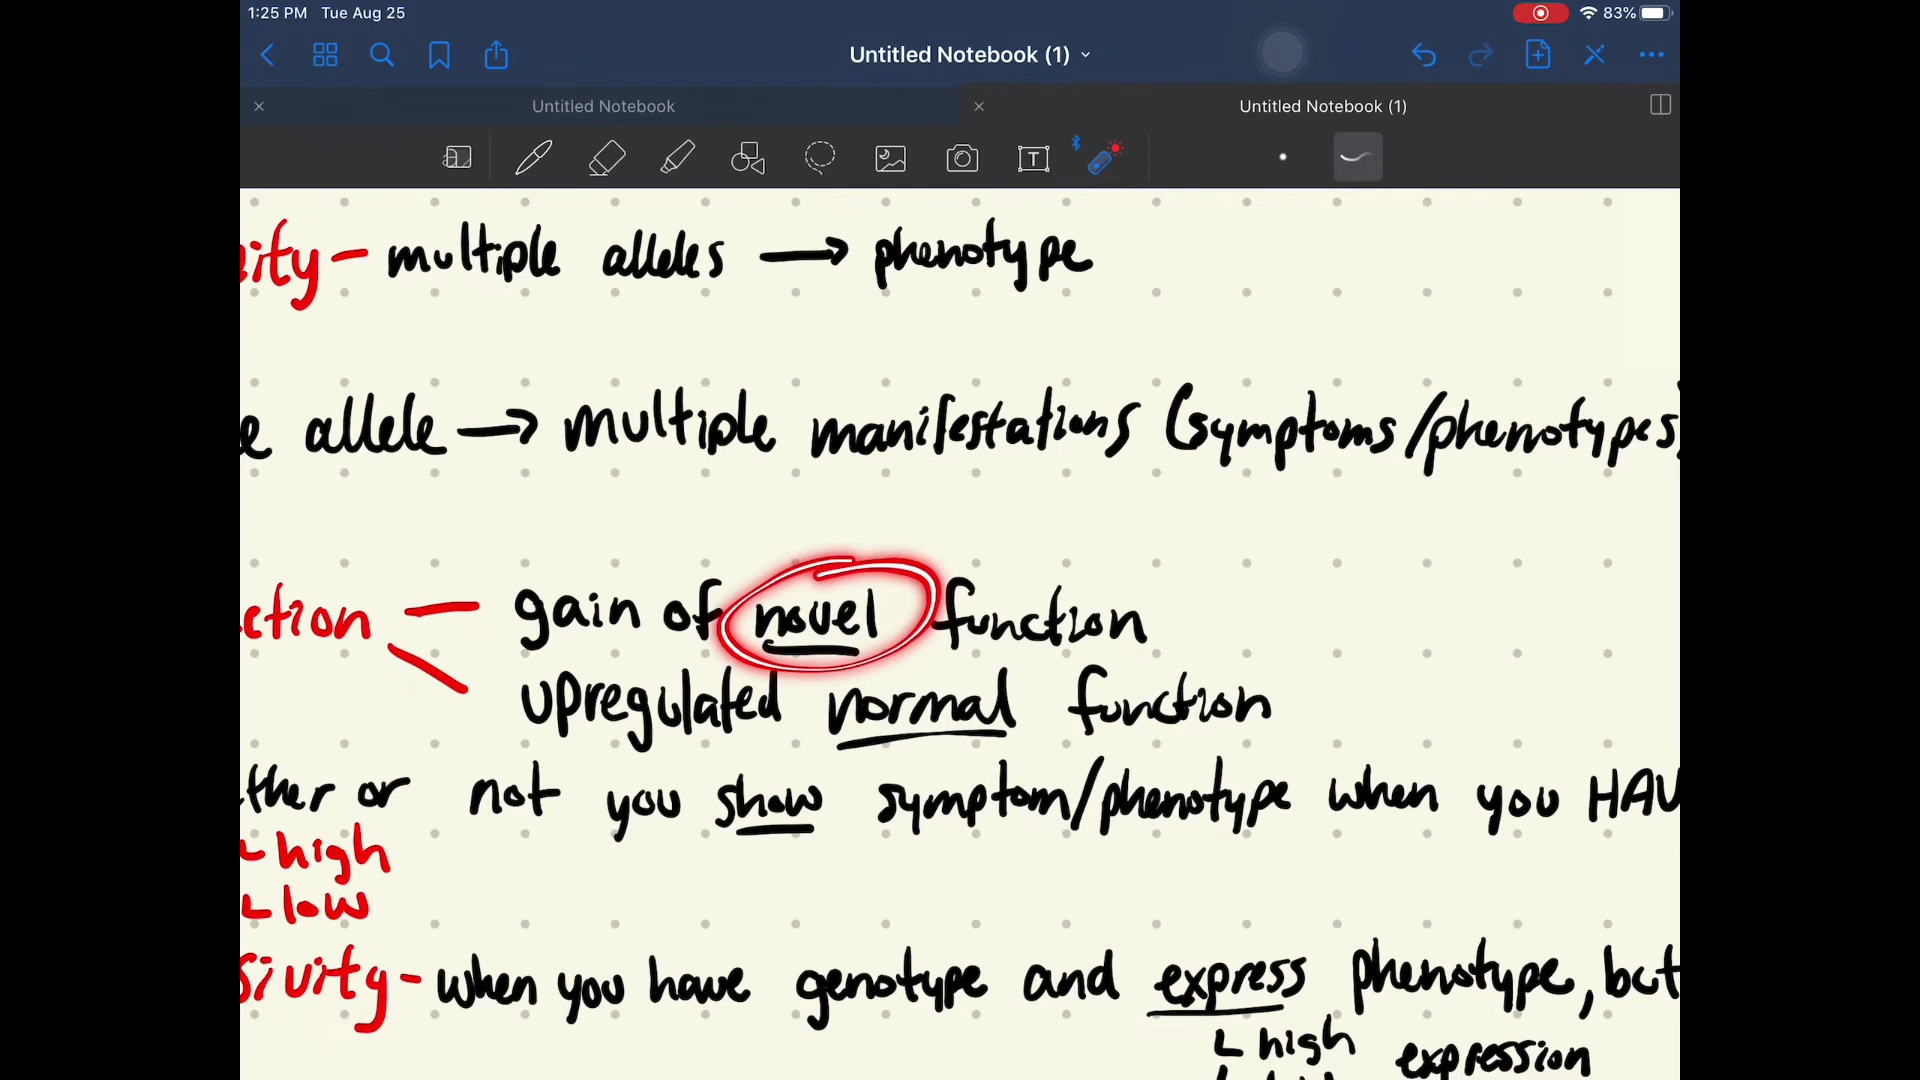 1:25 PM Tue Aug 25
83%
Untitled Notebook (1)
Untitled Notebook
Untitled Notebook (1)
T
eity - multiple alleles → phenotype
e allele → multiple manifestations (symptoms/phenotypes)
ction - gain of novel function
upregulated normal function
ther or not you show symptom/phenotype when you HAV
high
low
sivity - when you have genotype and express phenotype, but
high expression